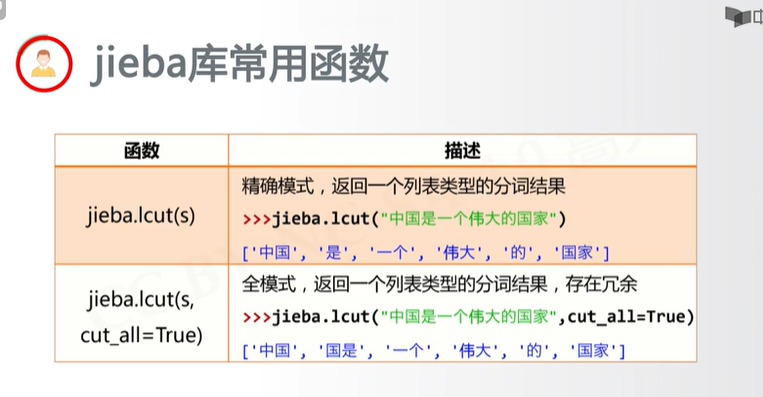 jieba库常用函数
函数
描述
jieba.lcut(s)
精确模式，返回一个列表类型的分词结果
>>>jieba.lcut("中国是一个伟大的国家")
['中国', '是', '一个', '伟大', '的', '国家']
jieba.lcut(s,
cut_all=True)
全模式，返回一个列表类型的分词结果，存在冗余
>>>jieba.lcut("中国是一个伟大的国家",cut_all=True)
['中国', '国是', '一个', '伟大', '的', '国家']